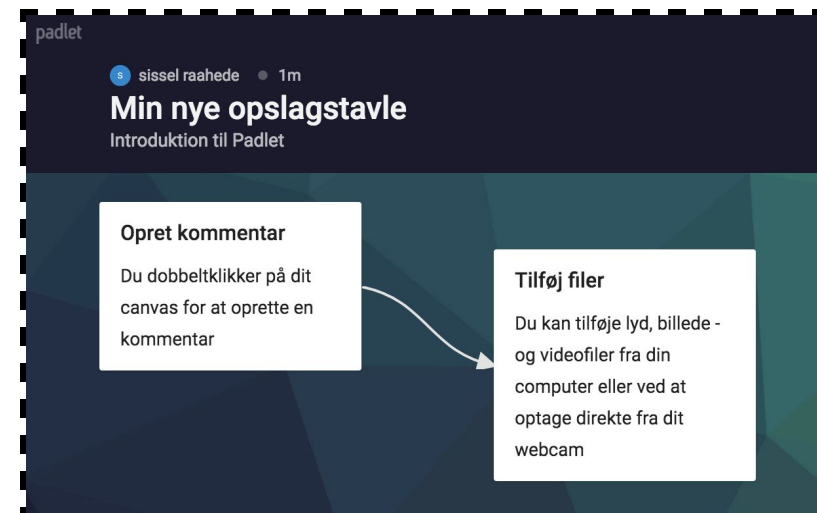 padlet
s sissel raahede • 1m
Min nye opslagstavle
Introduktion til Padlet
Opret kommentar
Du dobbeltklikker på dit
canvas for at oprette en
kommentar
Tilføj filer
Du kan tilføje lyd, billede -
og videofiler fra din
computer eller ved at
optage direkte fra dit
webcam